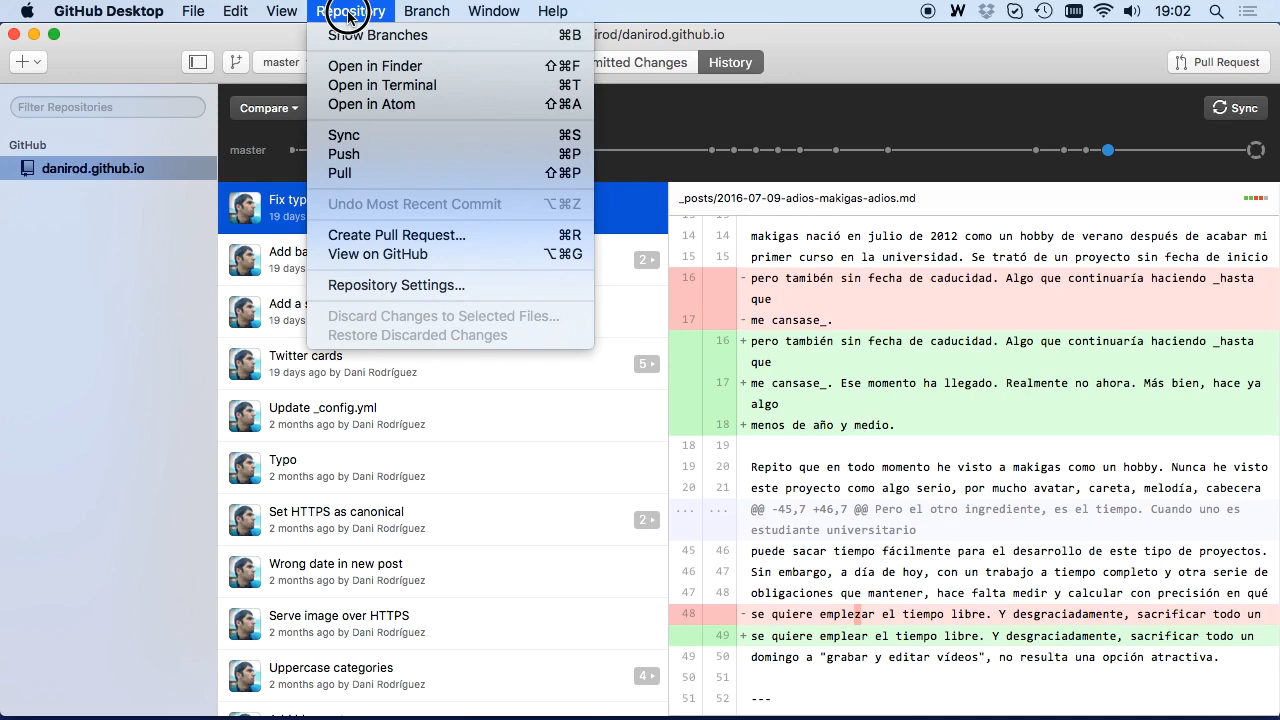 GitHub Desktop File Edit View Repository Branch Window Help 19:02
Show Branches ⌘B
irod/danirod.github.io
master
mitted Changes History Pull Request
Open in Finder ⇧⌘F
Open in Terminal ⌘T
Open in Atom ⇧⌘A
Sync ⌘S
Push ⌘P
Pull ⇧⌘P
Undo Most Recent Commit ⌥⌘Z
Create Pull Request... ⌘R
View on GitHub ⌥⌘G
Repository Settings...
Discard Changes to Selected Files...
Restore Discarded Changes
Filter Repositories
GitHub
danirod.github.io
Compare Sync
master
Fix typ
19 days
Add ba
19 days
2
Add a s
19 days
Twitter cards
19 days ago by Dani Rodríguez
5
Update _config.yml
2 months ago by Dani Rodríguez
Typo
2 months ago by Dani Rodríguez
Set HTTPS as canonical
2 months ago by Dani Rodríguez
2
Wrong date in new post
2 months ago by Dani Rodríguez
Serve image over HTTPS
2 months ago by Dani Rodríguez
Uppercase categories
2 months ago by Dani Rodríguez
4
_posts/2016-07-09-adios-makigas-adios.md
14 14 makigas nació en julio de 2012 como un hobby de verano después de acabar mi
15 15 primer curso en la universidad. Se trató de un proyecto sin fecha de inicio
16 - pero tamibén sin fecha de caducidad. Algo que continuaría haciendo _hasta
que
17 - me cansase_.
16 + pero también sin fecha de caducidad. Algo que continuaría haciendo _hasta
que
17 + me cansase_. Ese momento ha llegado. Realmente no ahora. Más bien, hace ya
algo
18 + menos de año y medio.
18 19
19 20 Repito que en todo momento he visto a makigas como un hobby. Nunca he visto
20 21 este proyecto como algo serio, por mucho avatar, careta, melodía, cabecera
... ... @@ -45,7 +46,7 @@ Pero el otro ingrediente, es el tiempo. Cuando uno es
estudiante universitario
45 46 puede sacar tiempo fácilmente para el desarrollo de este tipo de proyectos.
46 47 Sin embargo, a día de hoy, con un trabajo a tiempo completo y otra serie de
47 48 obligaciones que mantener, hace falta medir y calcular con precisión en qué
48 - se quiere emplezar el tiempo libre. Y desgraciadamente, sacrificar todo un
49 + se quiere emplear el tiempo libre. Y desgraciadamente, sacrificar todo un
49 50 domingo a "grabar y editar vídeos", no resulta una opción atractiva.
50 51
51 52 ---